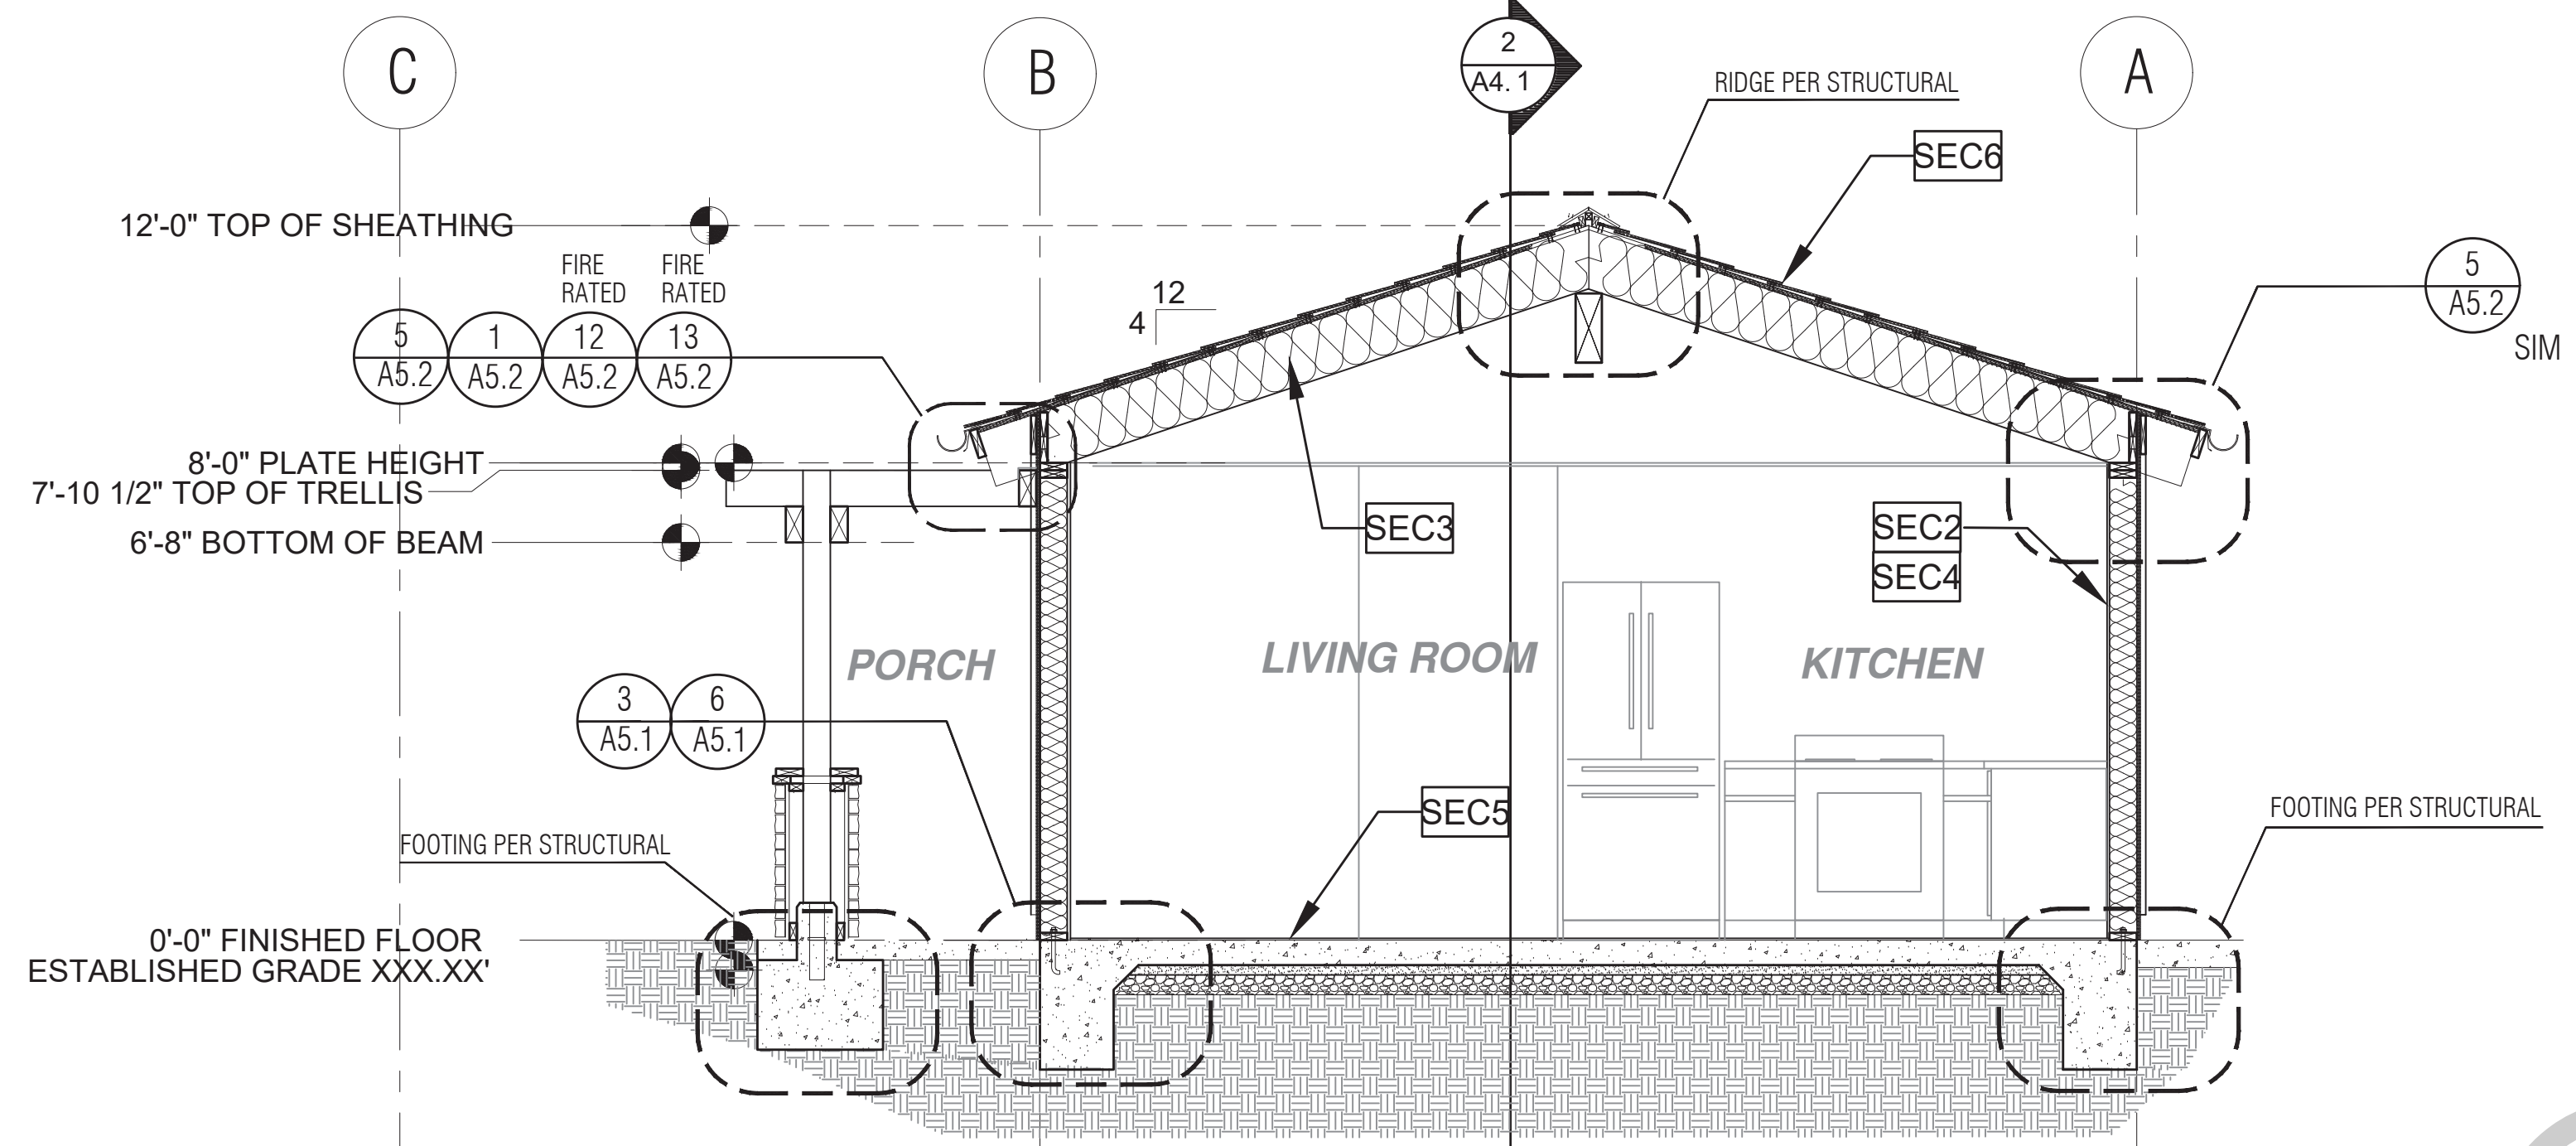 C
B
2
A4.1
A
RIDGE PER STRUCTURAL
SEC6
12'-0" TOP OF SHEATHING
FIRE
RATED
FIRE
RATED
12
4
5
A5.2
1
A5.2
12
A5.2
13
A5.2
5
A5.2
SIM
8'-0" PLATE HEIGHT
7'-10 1/2" TOP OF TRELLIS
6'-8" BOTTOM OF BEAM
SEC3
SEC2
SEC4
PORCH
LIVING ROOM
KITCHEN
3
A5.1
6
A5.1
SEC5
FOOTING PER STRUCTURAL
FOOTING PER STRUCTURAL
0'-0" FINISHED FLOOR
ESTABLISHED GRADE XXX.XX'